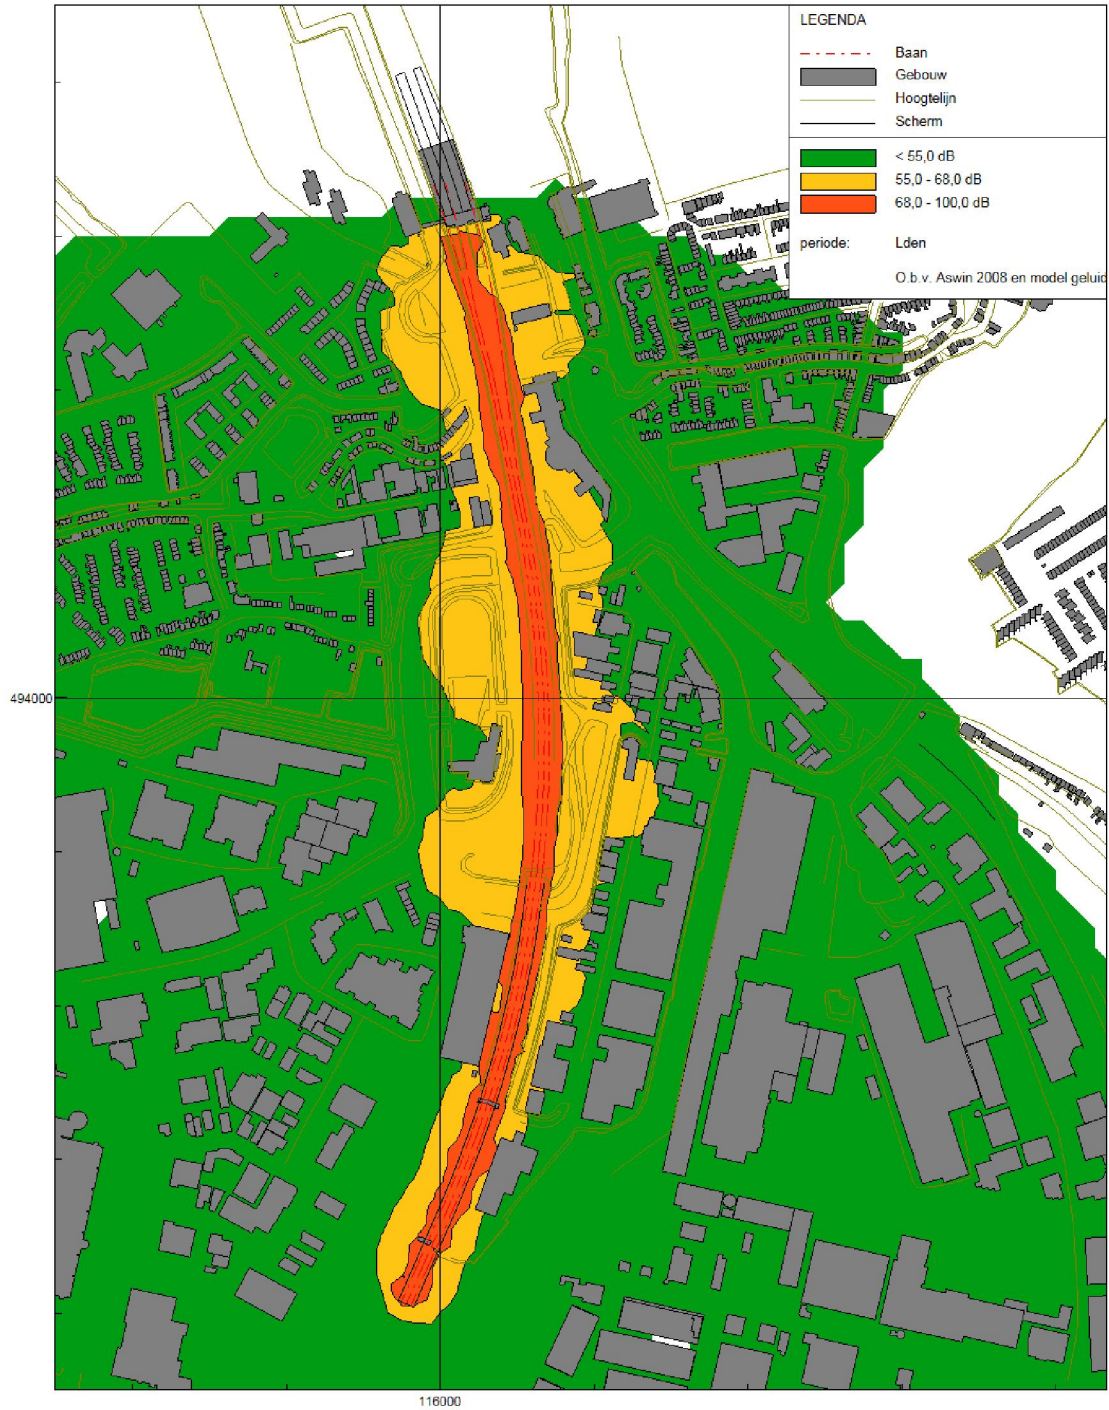 LEGENDA
Baan
Gebouw
Hoogtelijn
Scherm
< 55,0 dB
55,0 - 68,0 dB
68,0 - 100,0 dB
periode: Lden
O.b.v. Aswin 2008 en model geluid
494000
116000